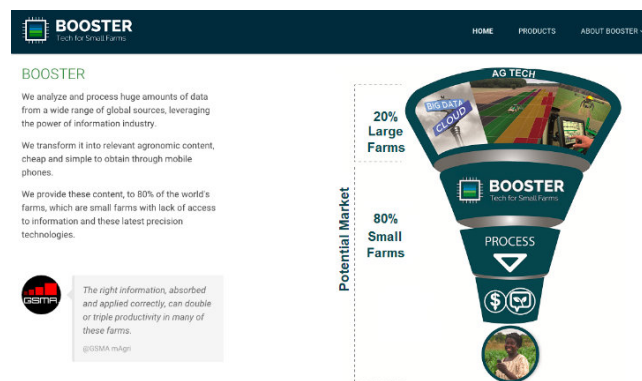 BOOSTER
Tech for Small Farms
HOME
PRODUCTS
ABOUT BOOSTER
BOOSTER
We analyze and process huge amounts of data
from a wide range of global sources, leveraging
the power of information industry.
We transform it into relevant agronomic content,
cheap and simple to obtain through mobile
phones.
We provide these content, to 80% of the world's
farms, which are small farms with lack of access
to information and these latest precision
technologies.
GSMA
The right information, absorbed
and applied correctly, can double
or triple productivity in many of
these farms.
@GSMA mAgri
Potential Market
20%
Large
Farms
80%
Small
Farms
AG TECH
BIG DATA
CLOUD
BOOSTER
Tech for Small Farms
PROCESS
$